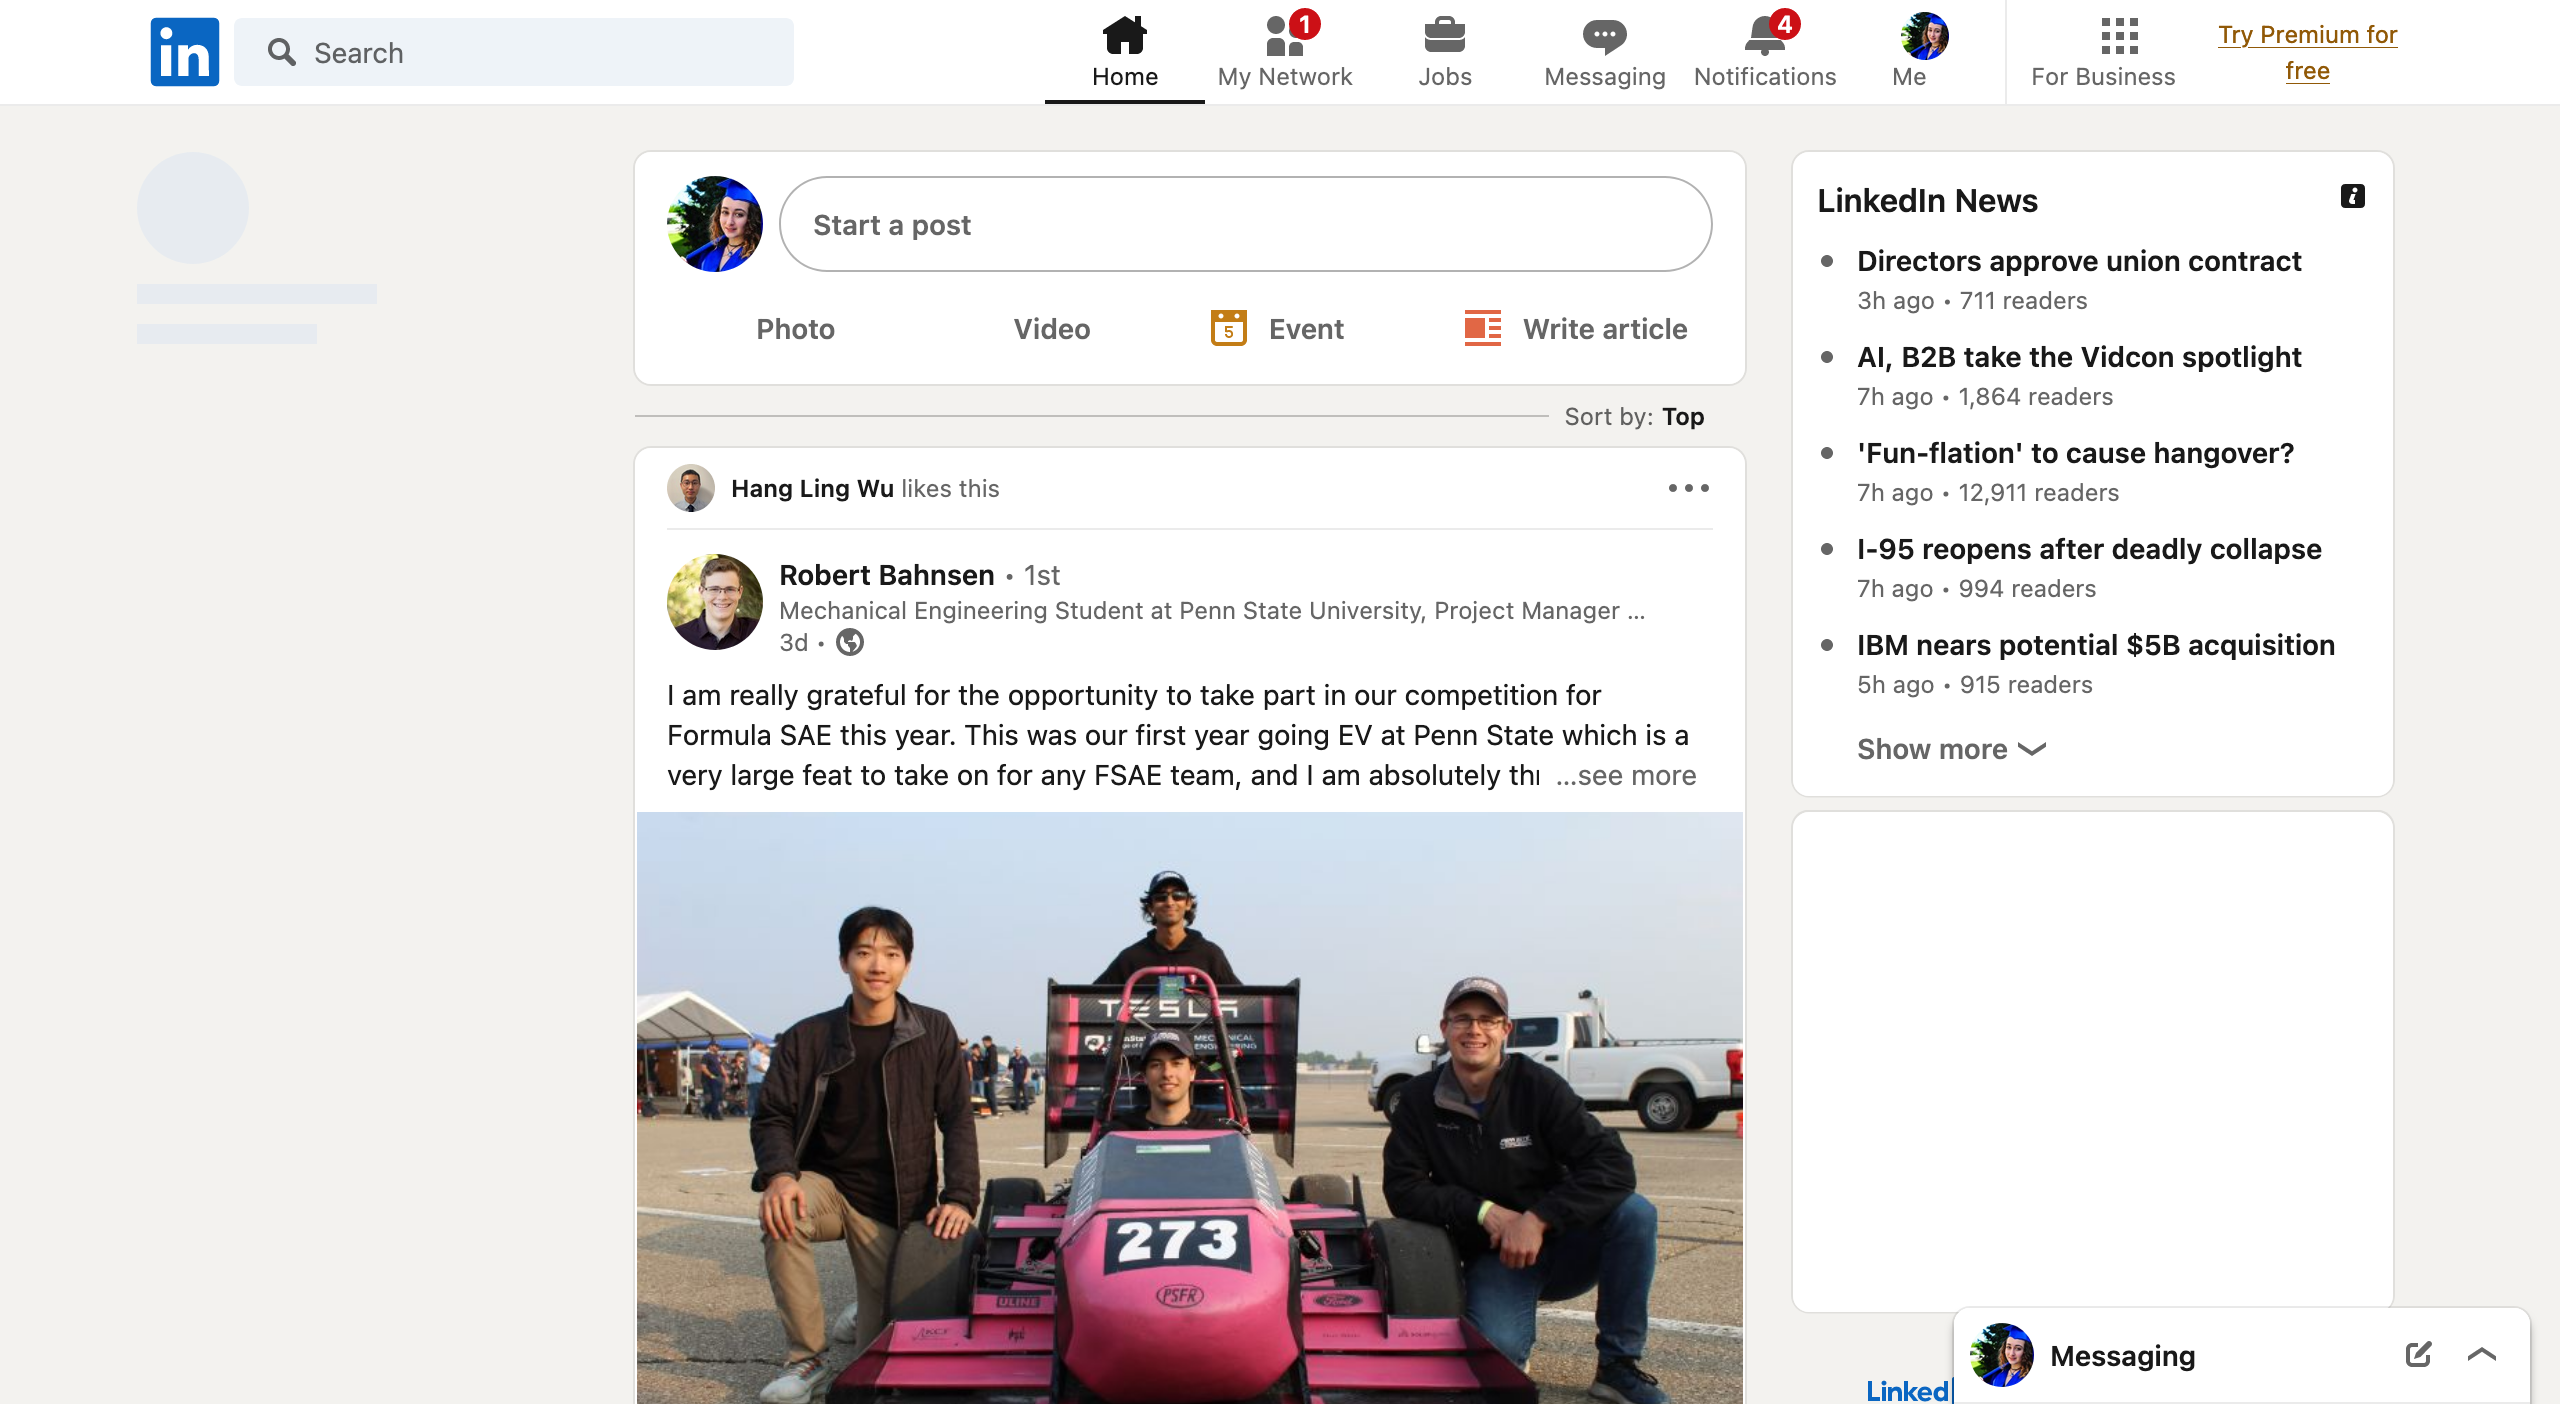 in
Search
Home
1
My Network
Jobs
Messaging
4
Notifications
Me
For Business
Try Premium for
free
Start a post
Photo
Video
5
Event
Write article
Sort by: Top
Hang Ling Wu likes this
Robert Bahnsen • 1st
Mechanical Engineering Student at Penn State University, Project Manager ...
3d •
I am really grateful for the opportunity to take part in our competition for
Formula SAE this year. This was our first year going EV at Penn State which is a
very large feat to take on for any FSAE team, and I am absolutely thr ...see more
TESLA
MECHANICAL
ENGINEERING
273
PSFR
ULINE
Ford
KCF
LinkedIn News
Directors approve union contract
3h ago • 711 readers
AI, B2B take the Vidcon spotlight
7h ago • 1,864 readers
'Fun-flation' to cause hangover?
7h ago • 12,911 readers
I-95 reopens after deadly collapse
7h ago • 994 readers
IBM nears potential $5B acquisition
5h ago • 915 readers
Show more
Linked
Messaging